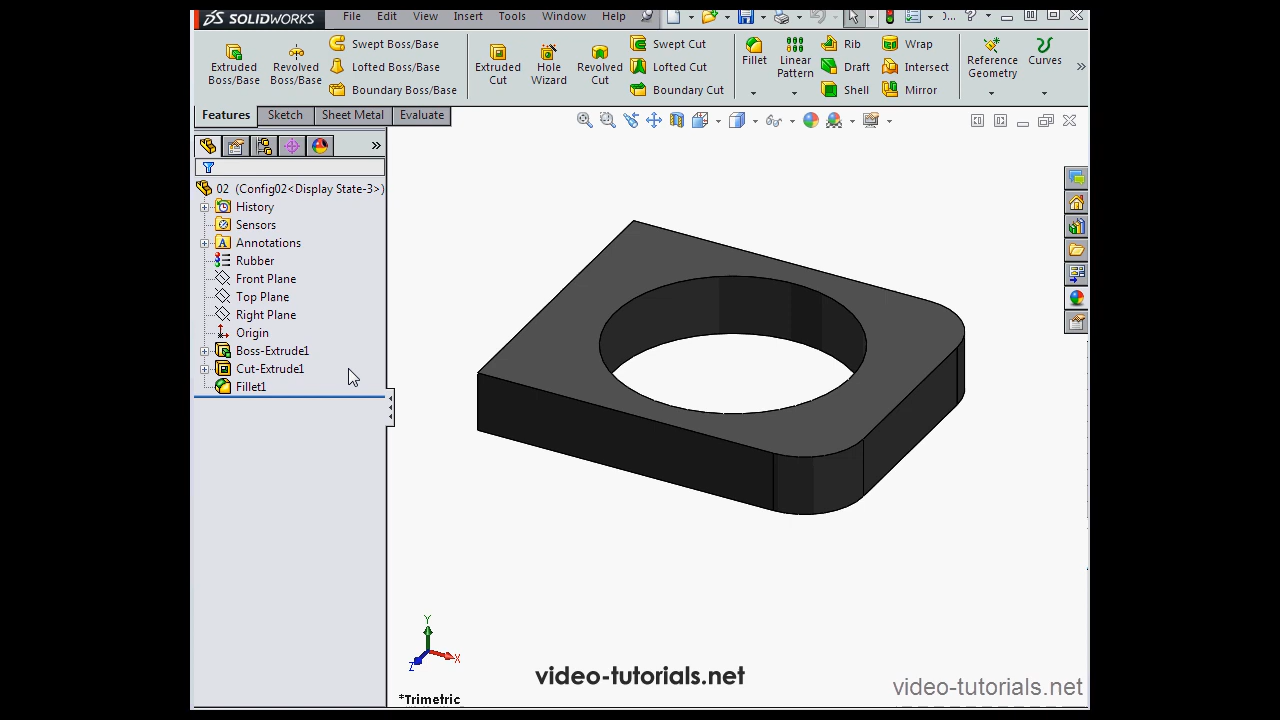 SOLIDWORKS File Edit View Insert Tools Window Help
Extruded Boss/Base
Revolved Boss/Base
Swept Boss/Base
Lofted Boss/Base
Boundary Boss/Base
Extruded Cut
Hole Wizard
Revolved Cut
Swept Cut
Lofted Cut
Boundary Cut
Fillet
Linear Pattern
Rib
Draft
Shell
Wrap
Intersect
Mirror
Reference Geometry
Curves
Features Sketch Sheet Metal Evaluate
02 (Config02<Display State-3>)
History
Sensors
Annotations
Rubber
Front Plane
Top Plane
Right Plane
Origin
Boss-Extrude1
Cut-Extrude1
Fillet1
Y
X
Z
*Trimetric
video-tutorials.net
video-tutorials.net